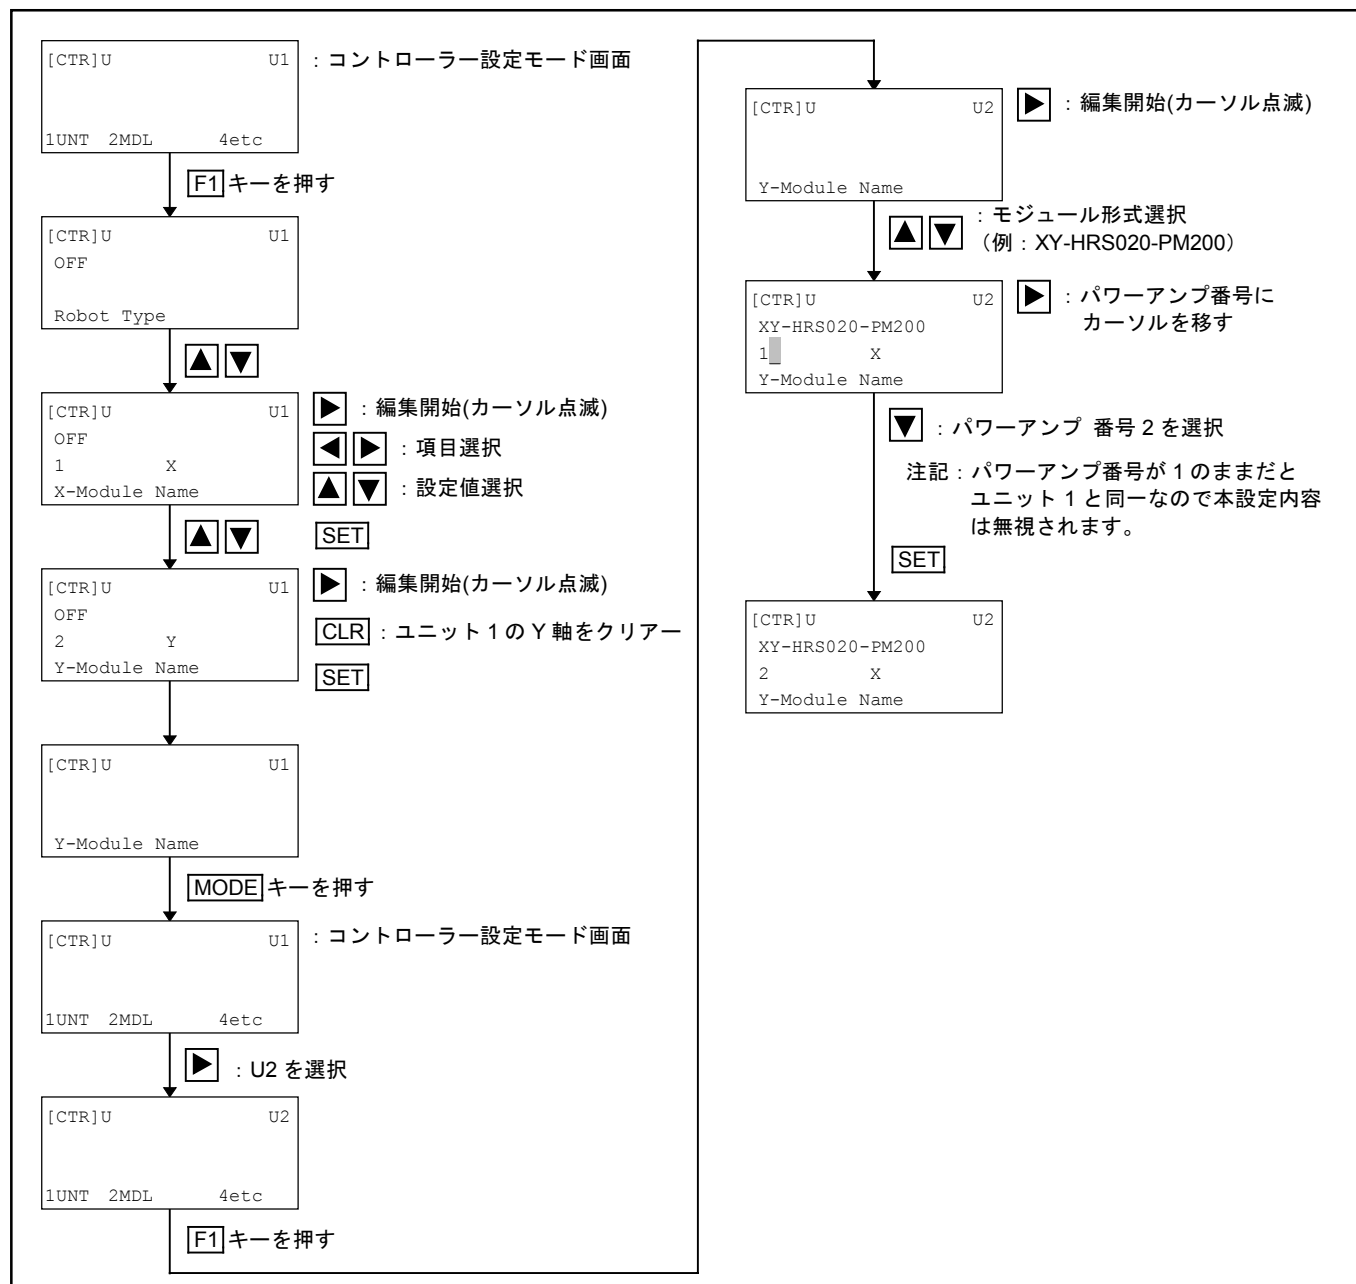 [CTR]U U1 ：コントローラー設定モード画面
1UNT 2MDL 4etc
F1 キーを押す
[CTR]U U1
OFF
Robot Type
▲ ▼
[CTR]U U1
OFF
1 X
X-Module Name
▶ ：編集開始(カーソル点滅)
◀ ▶ ：項目選択
▲ ▼ ：設定値選択
SET
▲ ▼
[CTR]U U1
OFF
2 Y
Y-Module Name
▶ ：編集開始(カーソル点滅)
CLR ：ユニット 1 の Y 軸をクリアー
SET
[CTR]U U1
Y-Module Name
MODE キーを押す
[CTR]U U1 ：コントローラー設定モード画面
1UNT 2MDL 4etc
▶ ：U2 を選択
[CTR]U U2
1UNT 2MDL 4etc
F1 キーを押す
[CTR]U U2 ▶ ：編集開始(カーソル点滅)
Y-Module Name
▲ ▼ ：モジュール形式選択
（例：XY-HRS020-PM200）
[CTR]U U2
XY-HRS020-PM200
1_ X
Y-Module Name
▶ ：パワーアンプ番号に
カーソルを移す
▼ ：パワーアンプ 番号 2 を選択
注記：パワーアンプ番号が 1 のままだと
ユニット 1 と同一なので本設定内容
は無視されます。
SET
[CTR]U U2
XY-HRS020-PM200
2 X
Y-Module Name